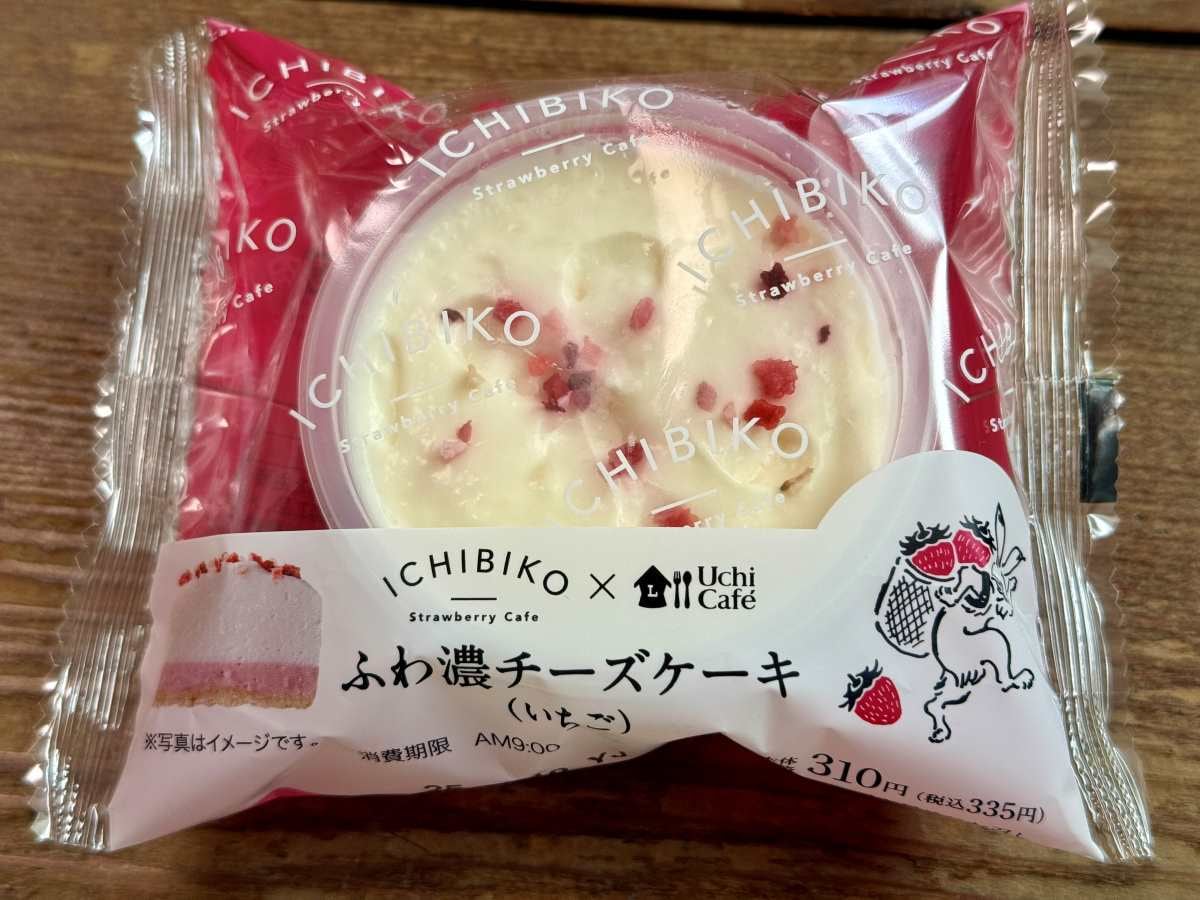 ICHIBIKO
Strawberry Cafe
ICHIBIKO
Strawberry Cafe
Strawberry Cafe
ICHIBIKO
Strawberry Cafe
IKO
Cafe
ICHIBIKO
Strawberry Cafe
ICHIBIKO
ICHIBIKO × Uchi Café
Strawberry Cafe
L
ふわ濃チーズケーキ
(いちご)
※写真はイメージです。
消費期限 AM9:00
310円(税込335円)